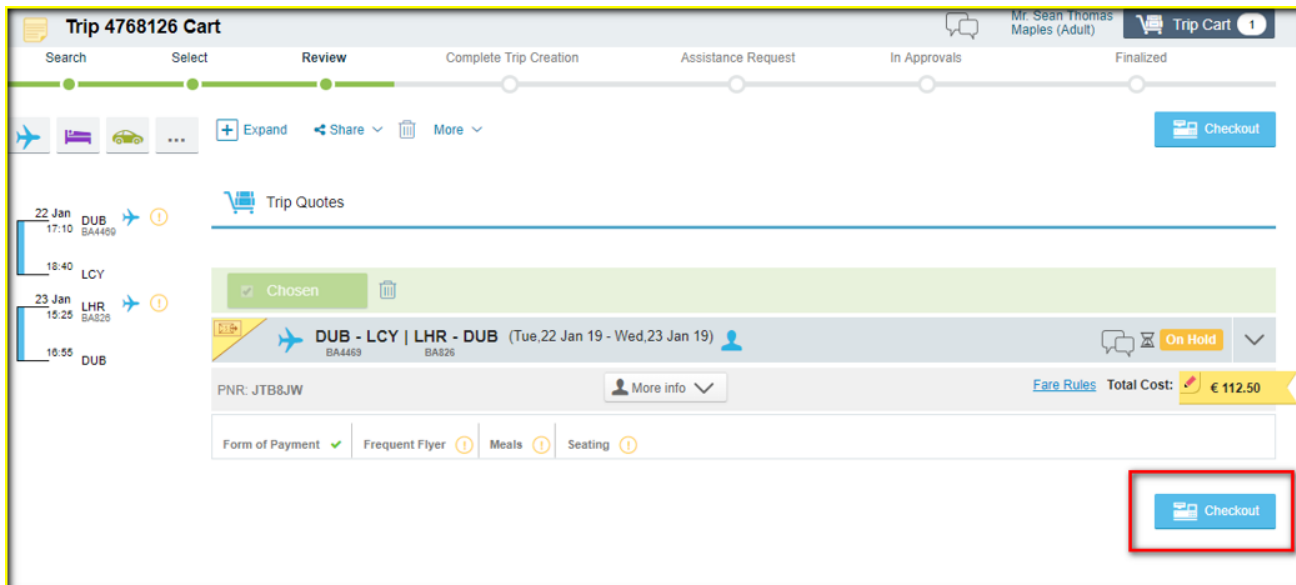 Trip 4768126 Cart
Mr. Sean Thomas
Maples (Adult)
Trip Cart 1
Search Select Review Complete Trip Creation Assistance Request In Approvals Finalized
Expand Share More Checkout
Trip Quotes
22 Jan DUB
17:10 BA4469
18:40 LCY
23 Jan LHR
15:25 BA826
16:55 DUB
Chosen
DUB - LCY | LHR - DUB (Tue,22 Jan 19 - Wed,23 Jan 19) On Hold
BA4469 BA826
PNR: JTB8JW More info Fare Rules Total Cost: € 112.50
Form of Payment Frequent Flyer Meals Seating
Checkout